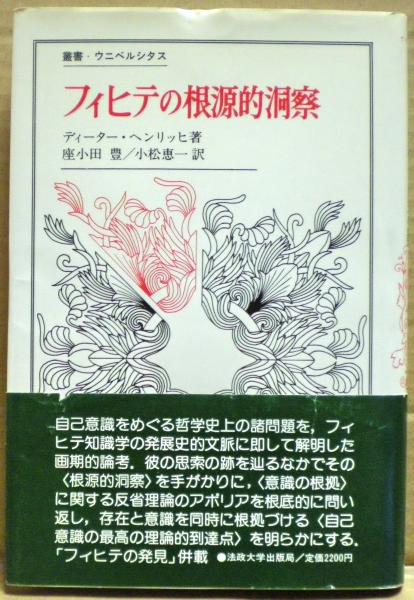 叢書・ウニベルシタス
フィヒテの根源的洞察
ディーター・ヘンリッヒ著
座小田 豊／小松恵一訳
自己意識をめぐる哲学史上の諸問題を，フィ
ヒテ知識学の発展史的文脈に即して解明した
画期的論考．彼の思索の跡を辿るなかでその
〈根源的洞察〉を手がかりに，〈意識の根拠〉
に関する反省理論のアポリアを根底的に問い
返し，存在と意識を同時に根拠づける〈自己
意識の最高の理論的到達点〉を明らかにする．
「フィヒテの発見」併載 ●法政大学出版局／定価2200円